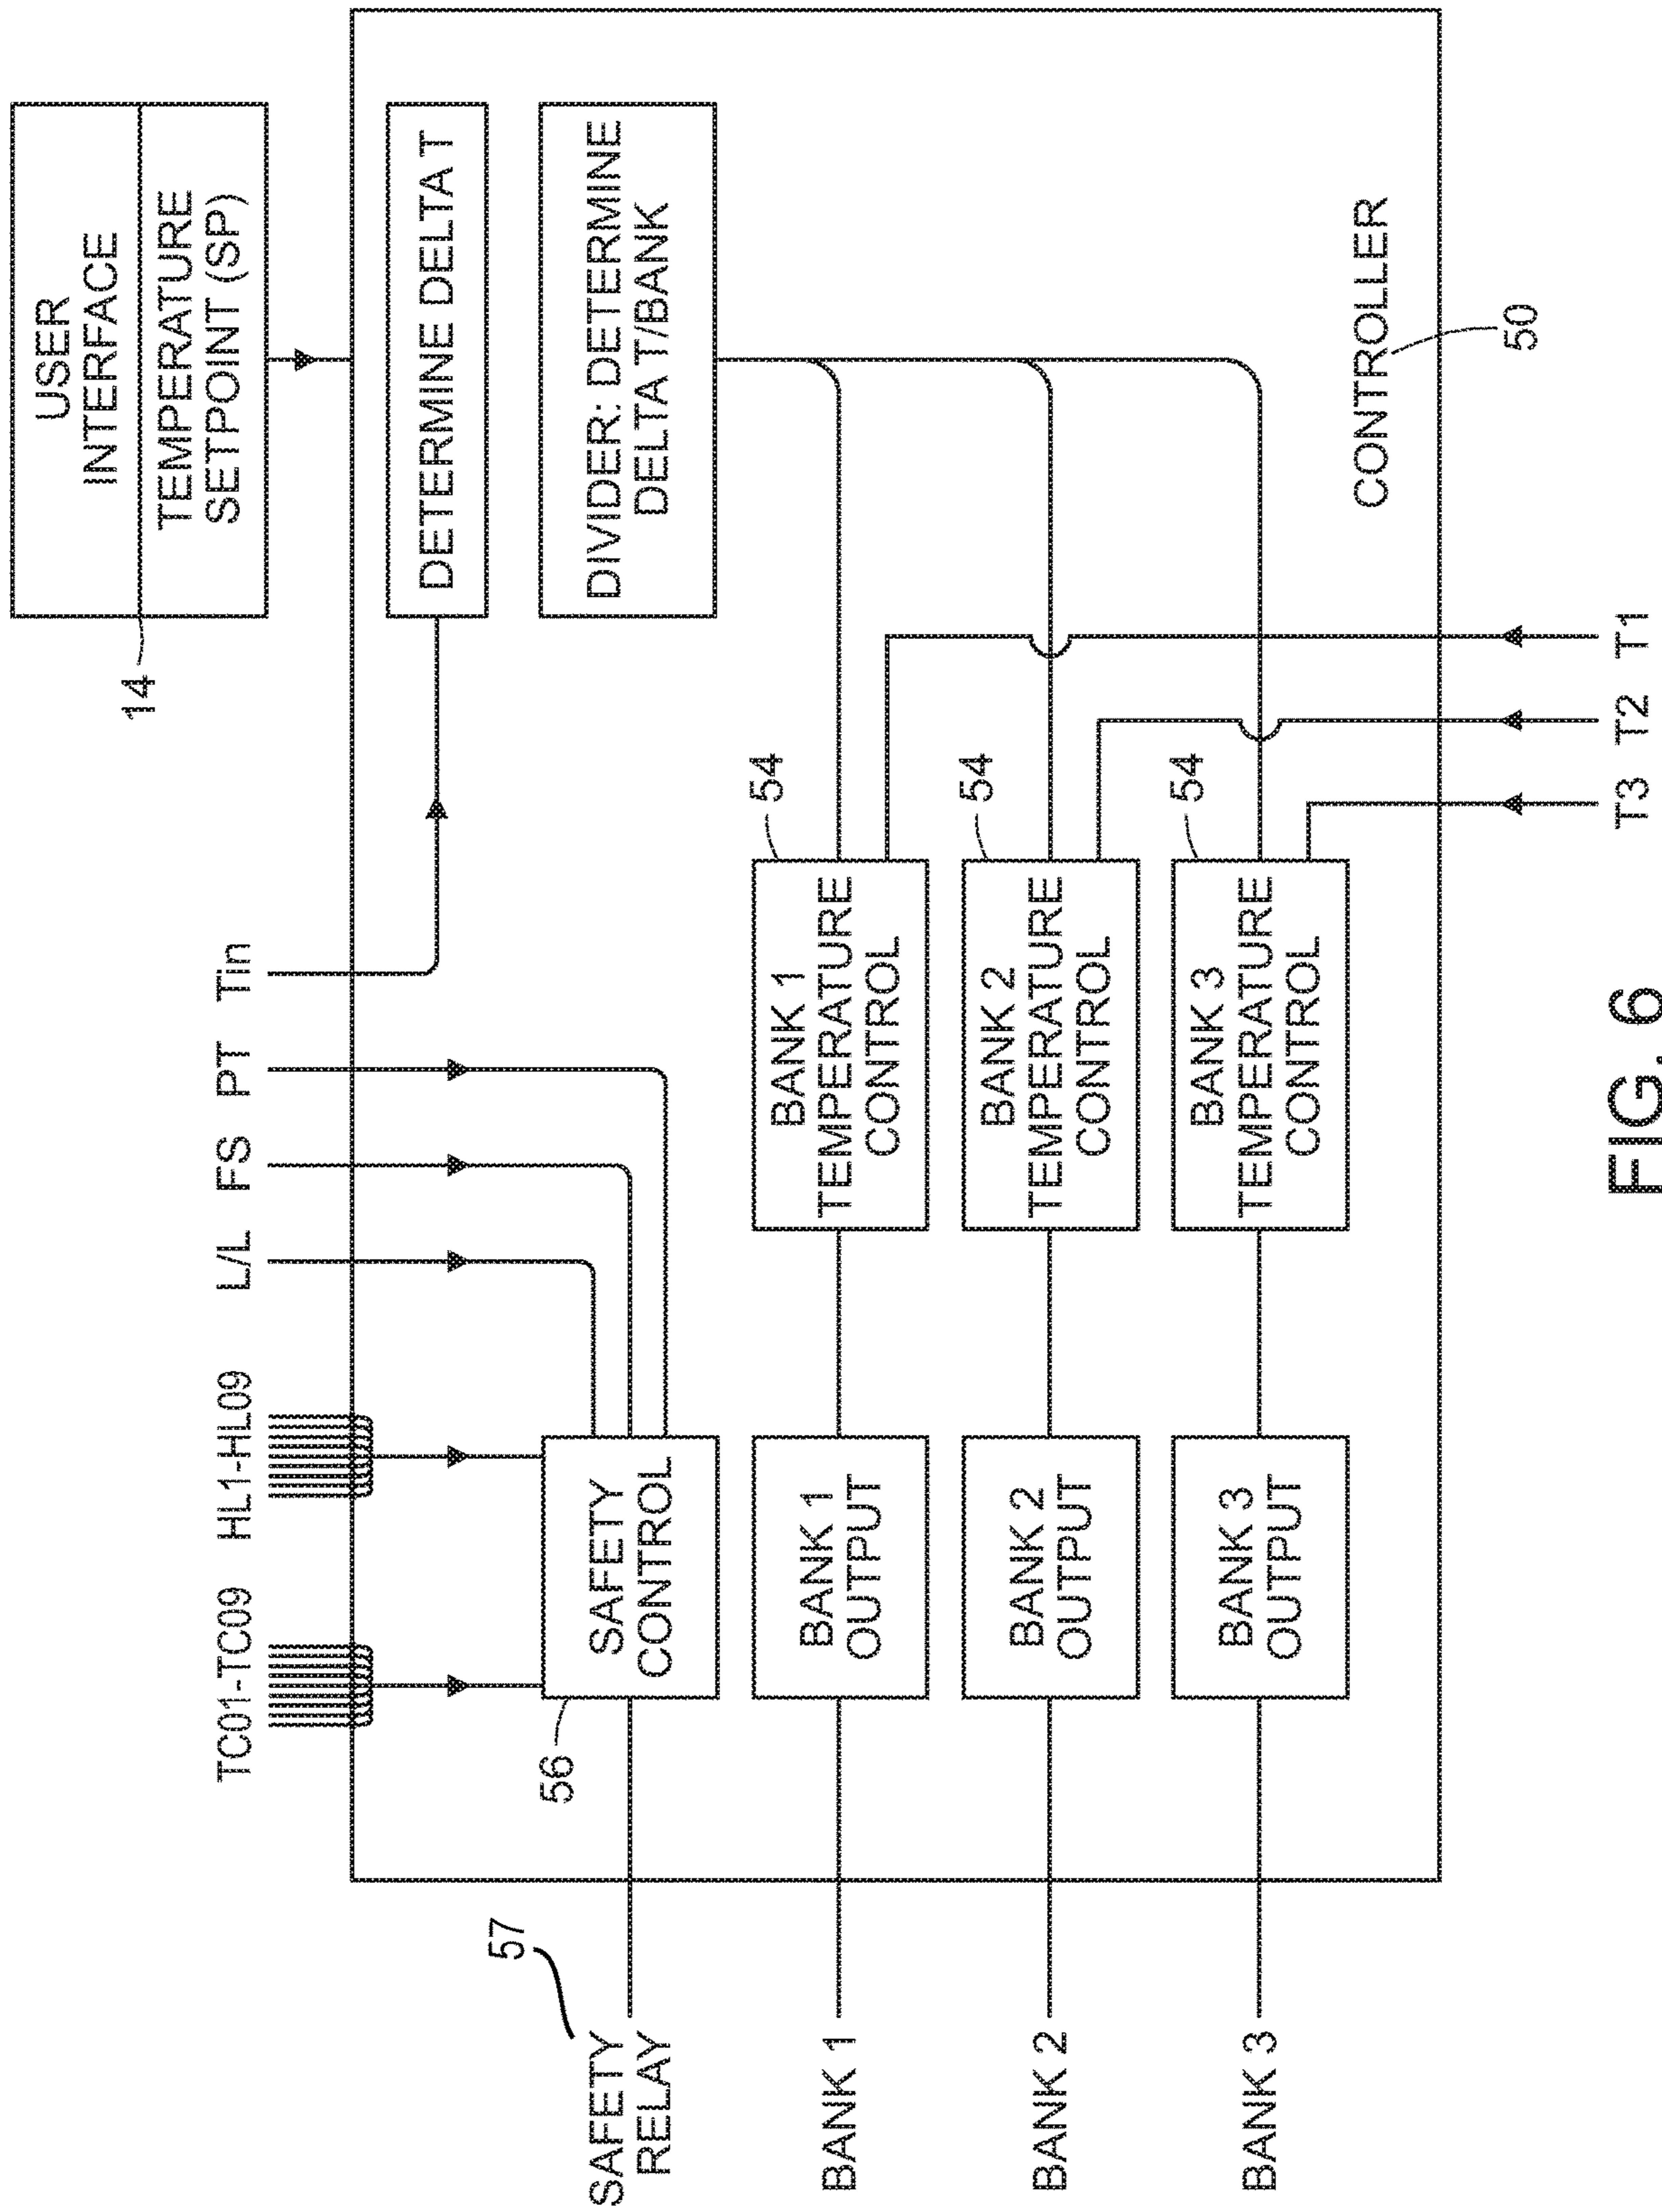 USER
INTERFACE
TEMPERATURE
SETPOINT (SP)
14
TC01-TC09
HL1-HL09
L/L
FS
PT
Tin
DETERMINE DELTA T
DIVIDER: DETERMINE
DELTA T/BANK
57
SAFETY
RELAY
56
SAFETY
CONTROL
BANK 1
BANK 1
OUTPUT
BANK 1
TEMPERATURE
CONTROL
54
BANK 2
BANK 2
OUTPUT
BANK 2
TEMPERATURE
CONTROL
54
BANK 3
BANK 3
OUTPUT
BANK 3
TEMPERATURE
CONTROL
54
CONTROLLER
50
T3
T2
T1
FIG. 6